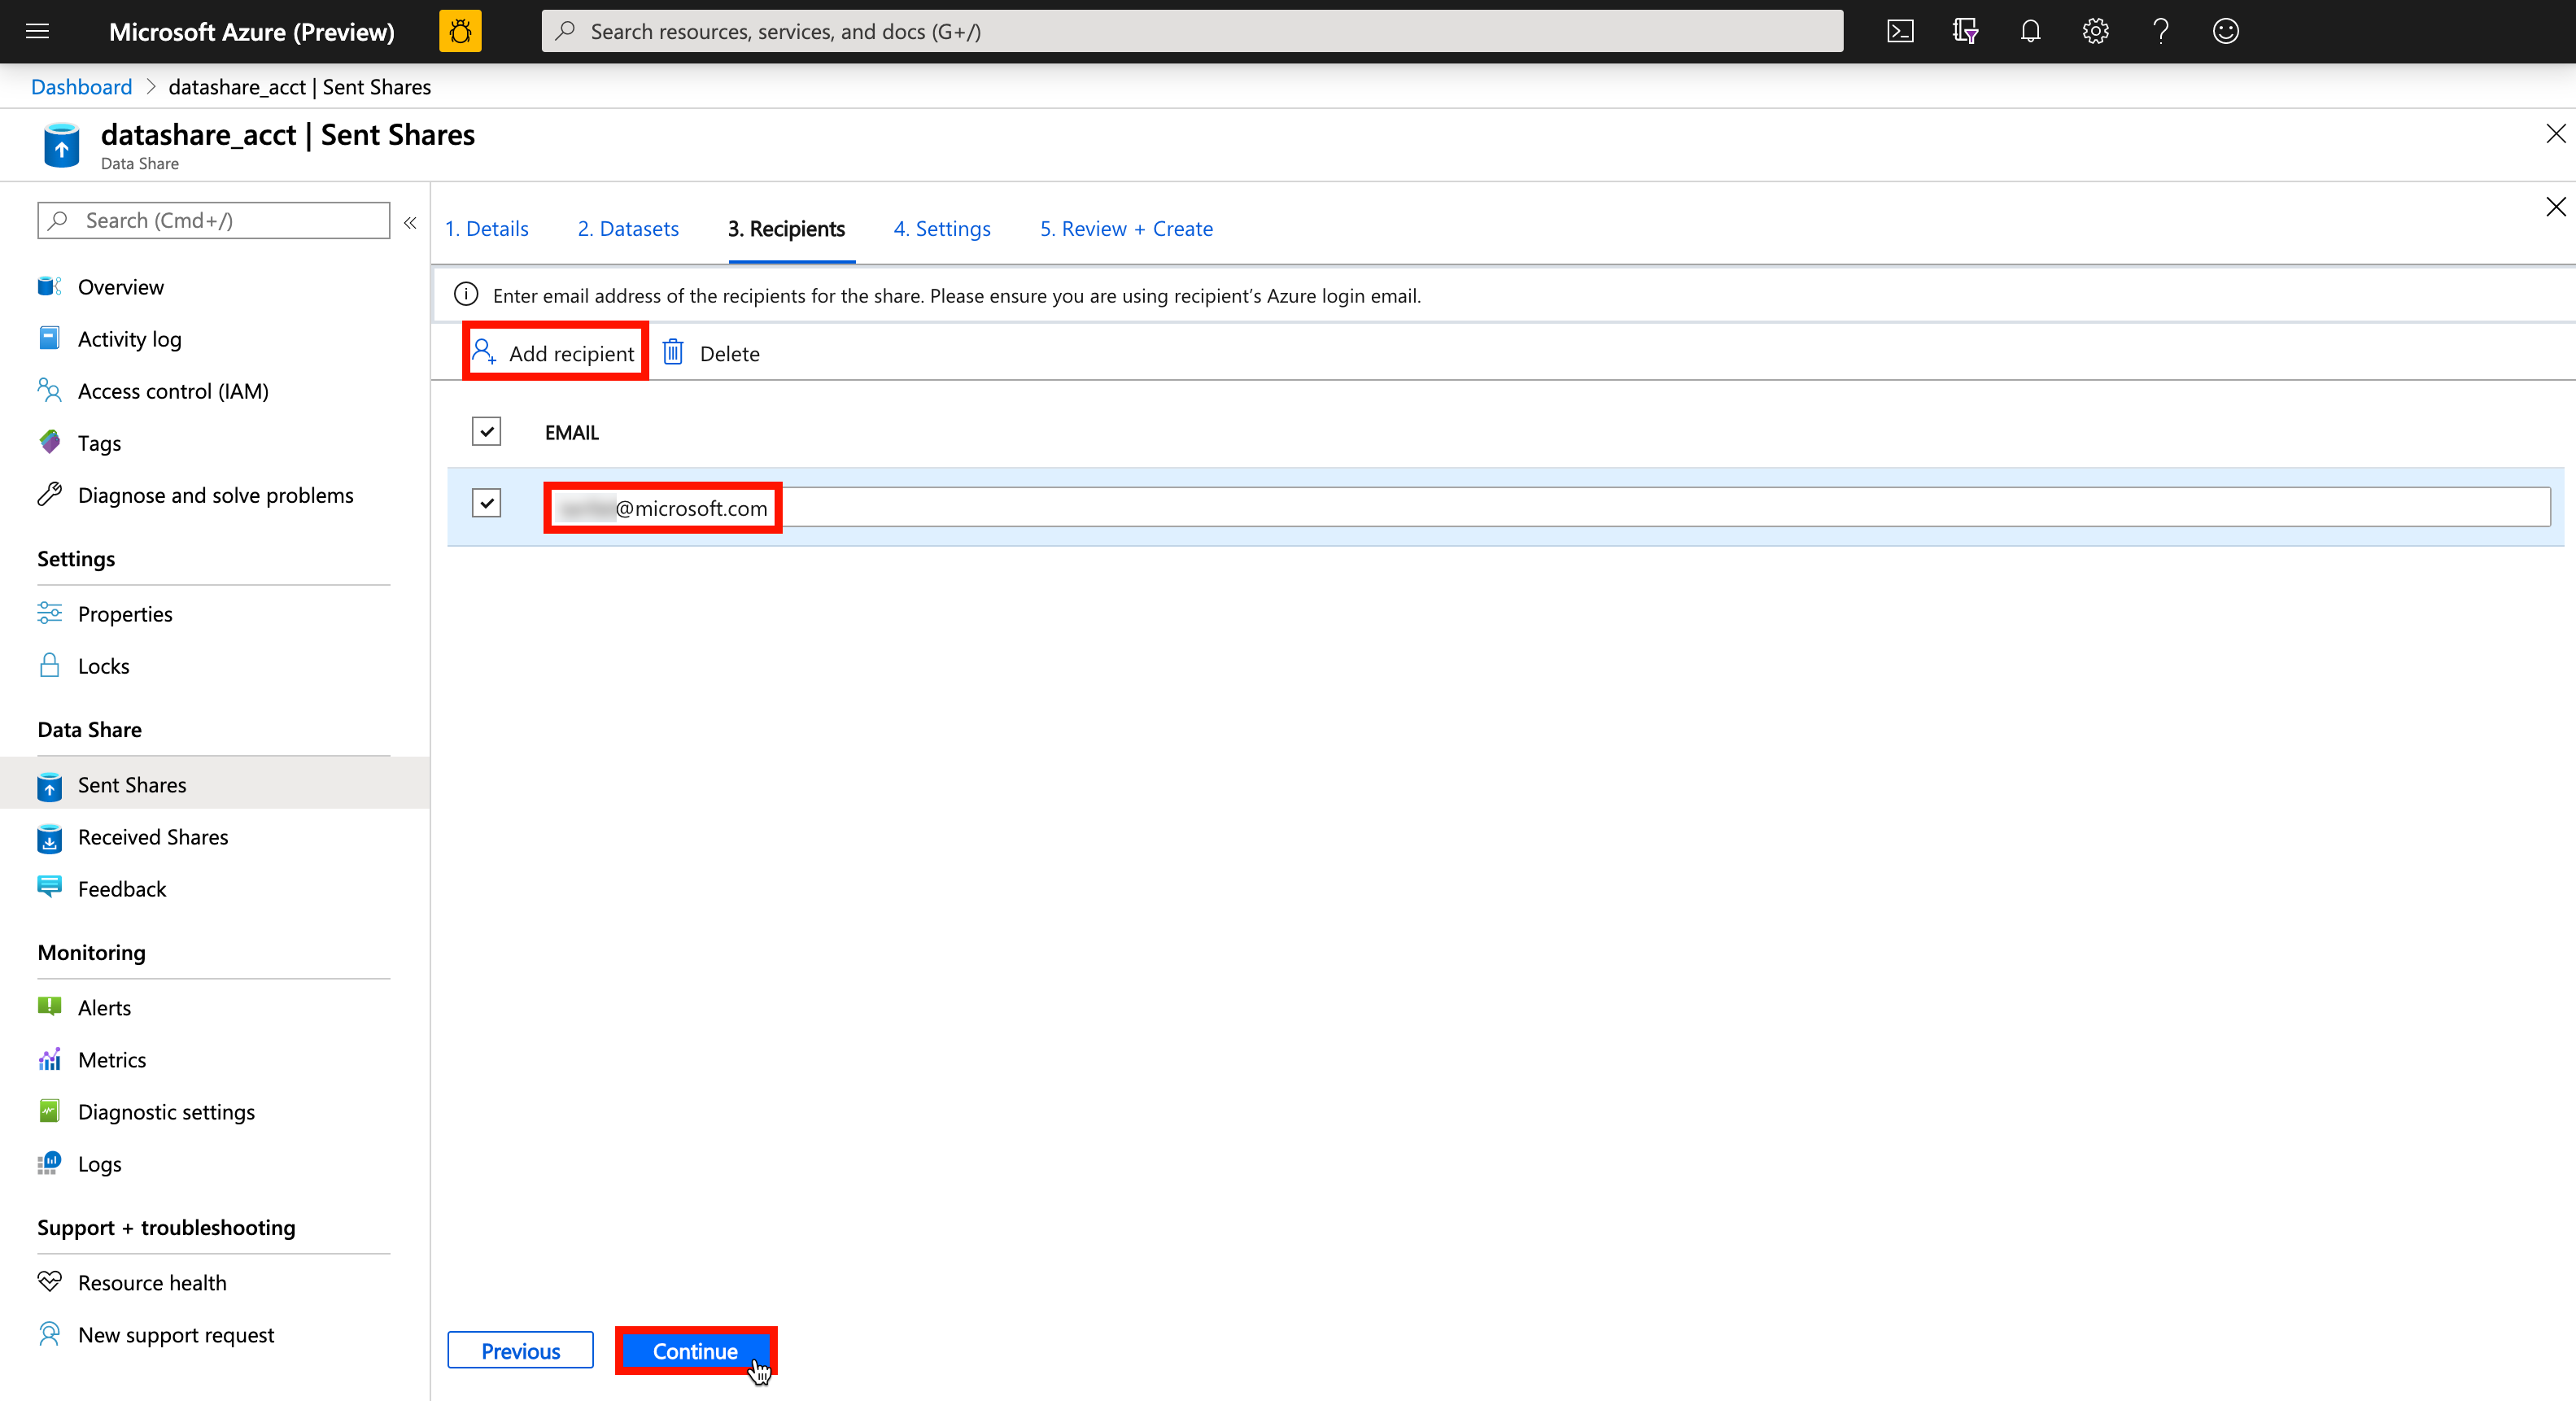 Microsoft Azure (Preview)
Search resources, services, and docs (G+/)
Dashboard > datashare_acct | Sent Shares
datashare_acct | Sent Shares
Data Share
Search (Cmd+/)
«
Overview
Activity log
Access control (IAM)
Tags
Diagnose and solve problems
Settings
Properties
Locks
Data Share
Sent Shares
Received Shares
Feedback
Monitoring
Alerts
Metrics
Diagnostic settings
Logs
Support + troubleshooting
Resource health
New support request
1. Details 2. Datasets 3. Recipients 4. Settings 5. Review + Create
Enter email address of the recipients for the share. Please ensure you are using recipient's Azure login email.
Add recipient Delete
EMAIL
@microsoft.com
Previous Continue